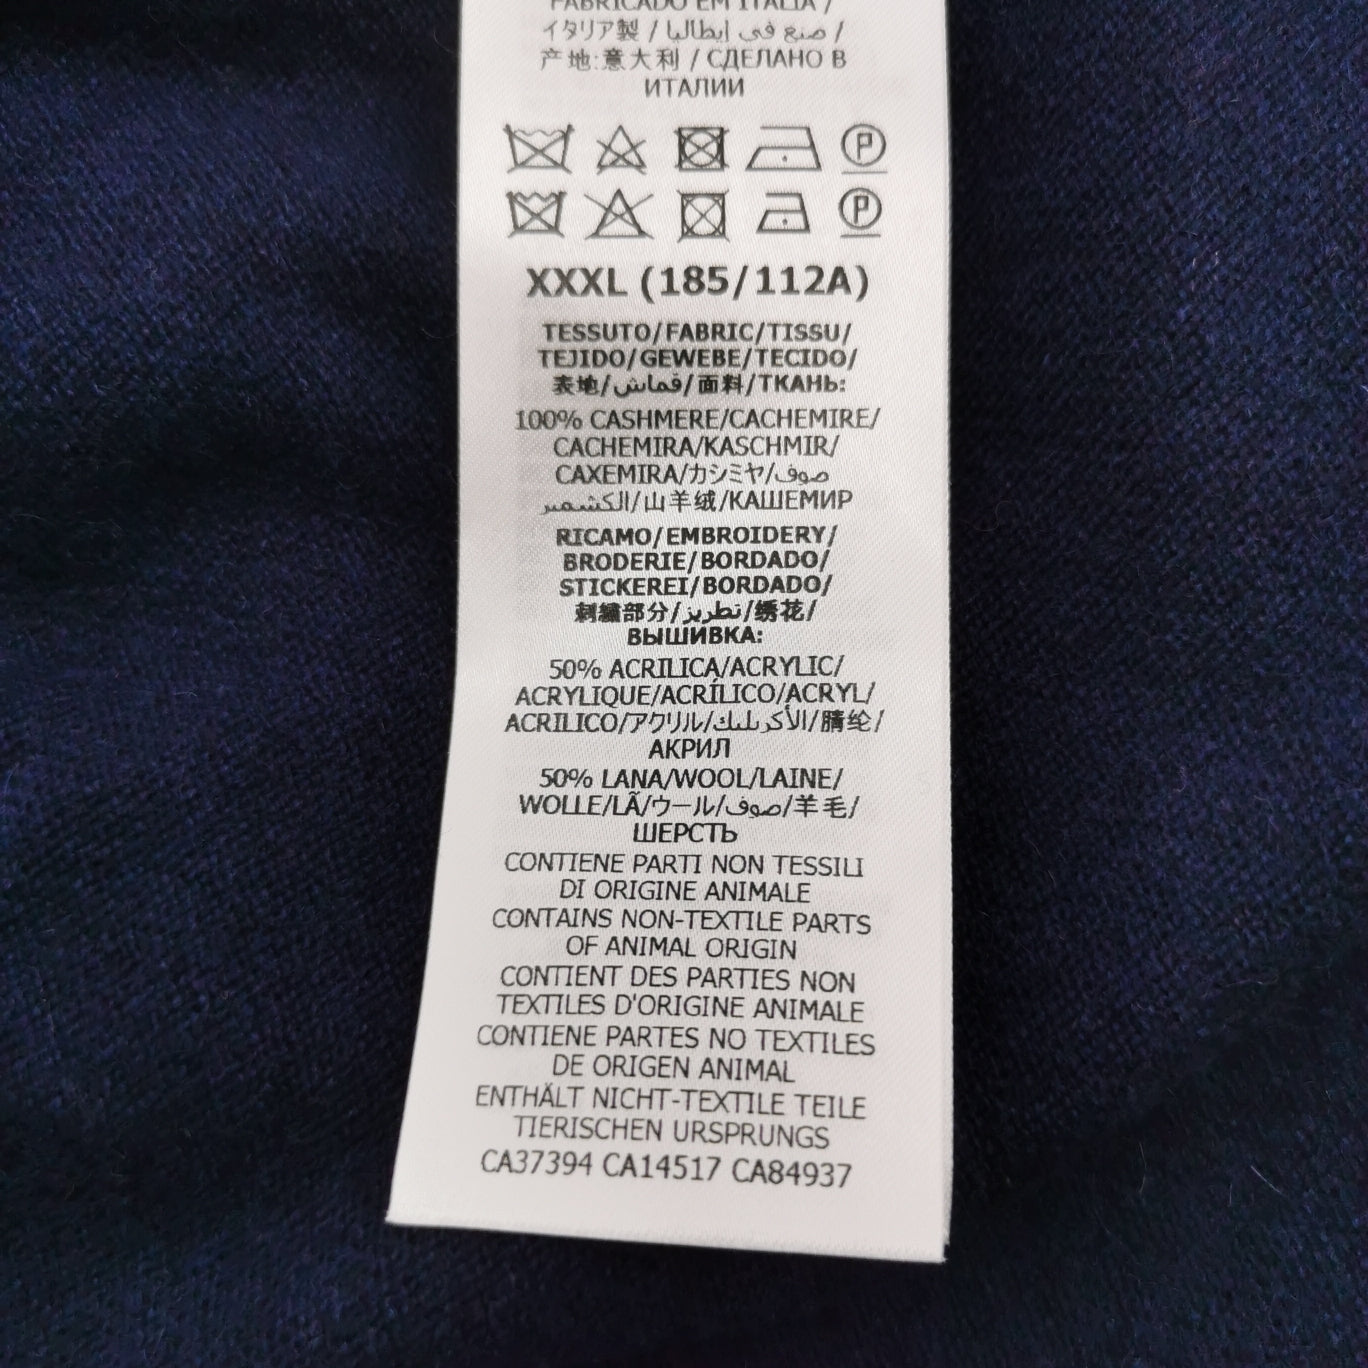 FABRICADO EM ITALIA /
イタリア製 / صنع في إيطاليا /
产地:意大利 / СДЕЛАНО В
ИТАЛИИ
P
P
XXXL (185/112A)
TESSUTO/FABRIC/TISSU/
TEJIDO/GEWEBE/TECIDO/
表地/قماش/面料/ТКАНЬ:
100% CASHMERE/CACHEMIRE/
CACHEMIRA/KASCHMIR/
CAXEMIRA/カシミヤ/صوف
الكشمير/山羊绒/КАШЕМИР
RICAMO/EMBROIDERY/
BRODERIE/BORDADO/
STICKEREI/BORDADO/
刺繍部分/تطريز/绣花/
ВЫШИВКА:
50% ACRILICA/ACRYLIC/
ACRYLIQUE/ACRÍLICO/ACRYL/
ACRILICO/アクリル/الأكريليك/腈纶/
АКРИЛ
50% LANA/WOOL/LAINE/
WOLLE/LÃ/ウール/صوف/羊毛/
ШЕРСТЬ
CONTIENE PARTI NON TESSILI
DI ORIGINE ANIMALE
CONTAINS NON-TEXTILE PARTS
OF ANIMAL ORIGIN
CONTIENT DES PARTIES NON
TEXTILES D'ORIGINE ANIMALE
CONTIENE PARTES NO TEXTILES
DE ORIGEN ANIMAL
ENTHÄLT NICHT-TEXTILE TEILE
TIERISCHEN URSPRUNGS
CA37394 CA14517 CA84937